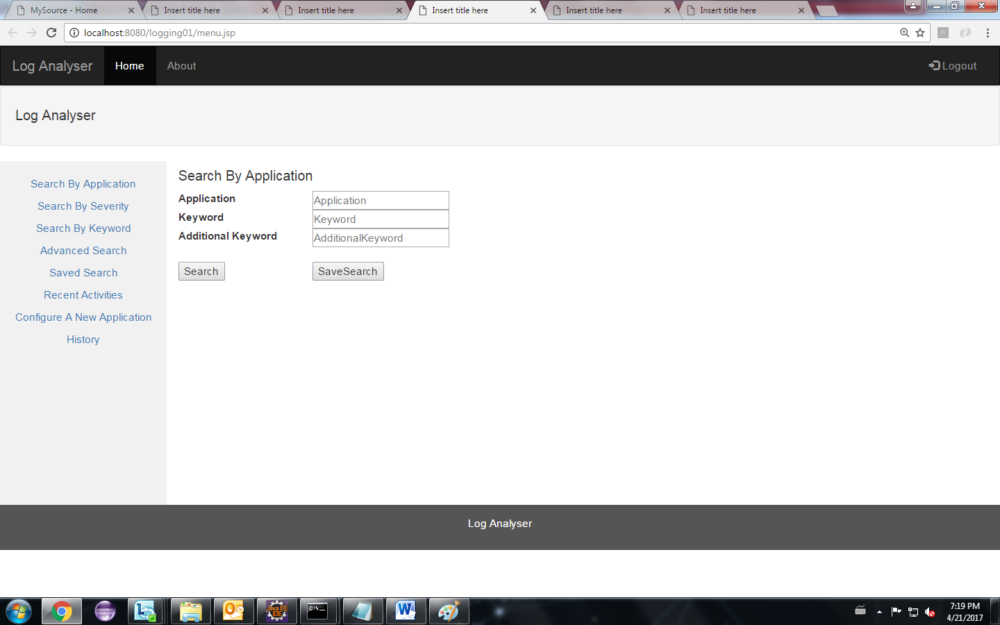 MySource - Home
Insert title here
Insert title here
Insert title here
Insert title here
Insert title here
localhost:8080/logging01/menu.jsp
Log Analyser
Home
About
Logout
Log Analyser
Search By Application
Search By Severity
Search By Keyword
Advanced Search
Saved Search
Recent Activities
Configure A New Application
History
Search By Application
Application
Application
Keyword
Keyword
Additional Keyword
AdditionalKeyword
Search
SaveSearch
Log Analyser
Java EE
IDE
C:\.
7:19 PM
4/21/2017